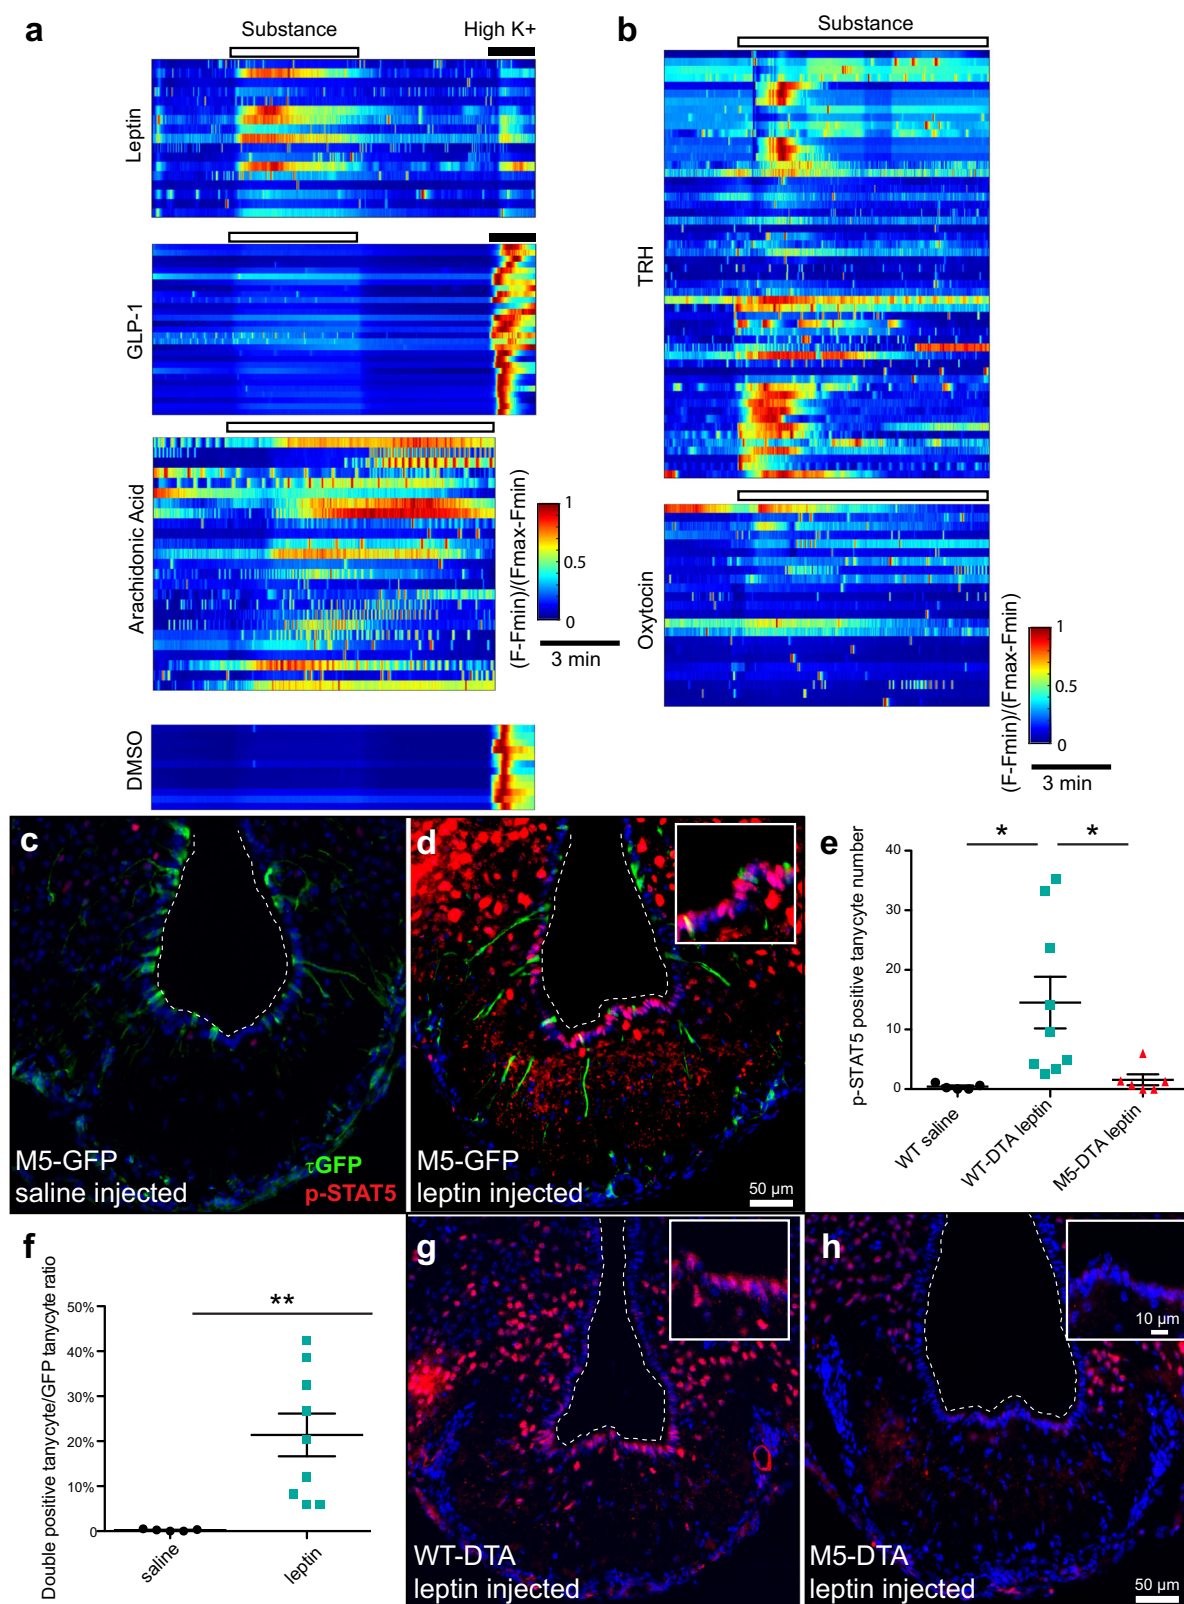 a
Substance
High K+
Leptin
GLP-1
Arachidonic Acid
DMSO
1
0.5
0
(F-Fmin)/(Fmax-Fmin)
3 min
b
Substance
TRH
Oxytocin
1
0.5
0
(F-Fmin)/(Fmax-Fmin)
3 min
c
M5-GFP
saline injected
τGFP
p-STAT5
d
M5-GFP
leptin injected
50 µm
e
p-STAT5 positive tanycyte number
40
30
20
10
0
*
*
WT saline
WT-DTA leptin
M5-DTA leptin
f
Double positive tanycyte/GFP tanycyte ratio
50%
40%
30%
20%
10%
0
**
saline
leptin
g
WT-DTA
leptin injected
h
10 µm
M5-DTA
leptin injected
50 µm